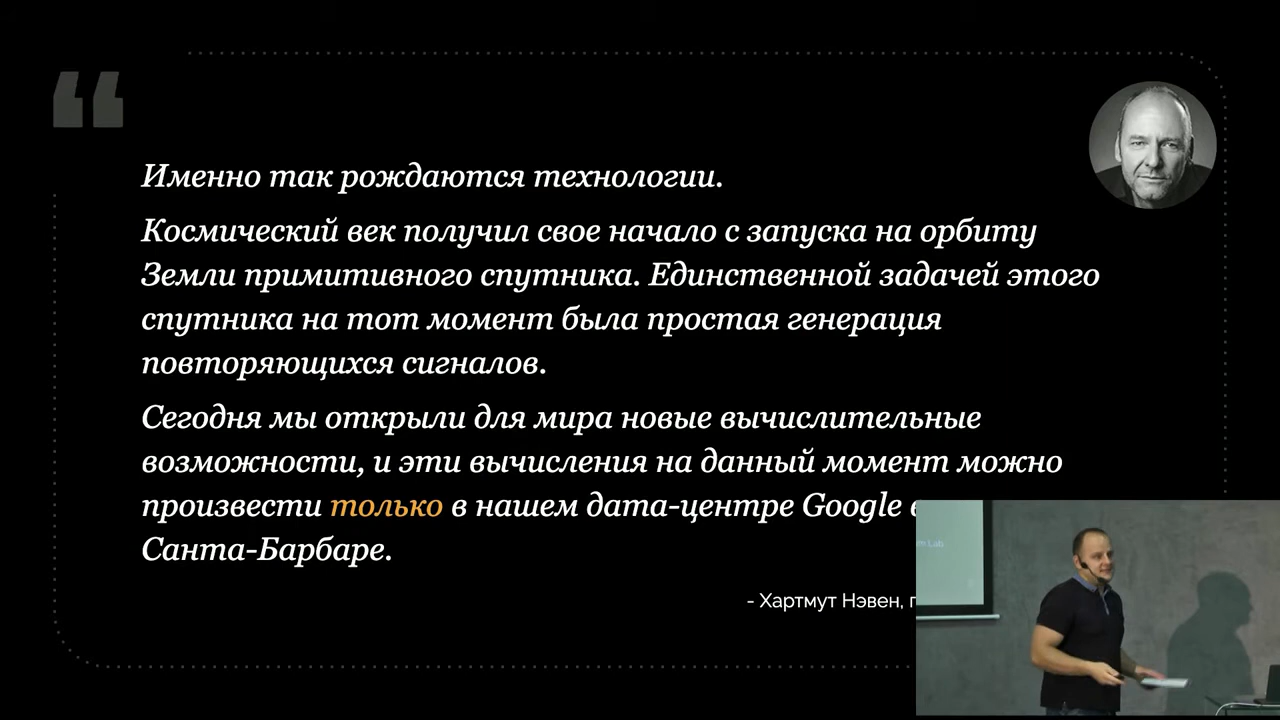 Именно так рождаются технологии.
Космический век получил свое начало с запуска на орбиту
Земли примитивного спутника. Единственной задачей этого
спутника на тот момент была простая генерация
повторяющихся сигналов.
Сегодня мы открыли для мира новые вычислительные
возможности, и эти вычисления на данный момент можно
произвести только в нашем дата-центре Google в
Санта-Барбаре.
- Хартмут Нэвен,
Lab